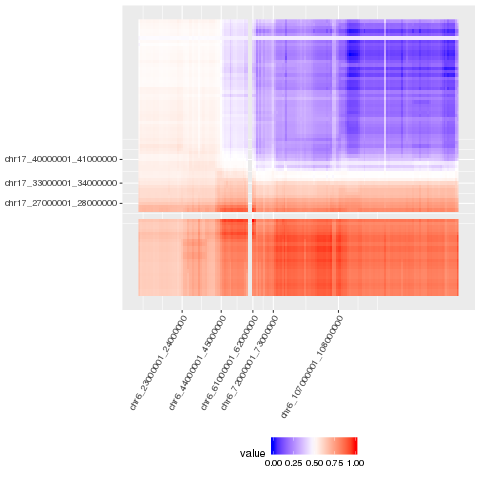 chr17_40000001_41000000
chr17_33000001_34000000
chr17_27000001_28000000
chr6_23000001_24000000
chr6_44000001_45000000
chr6_61000001_62000000
chr6_72000001_73000000
chr6_107000001_108000000
value
0.00 0.25 0.50 0.75 1.00